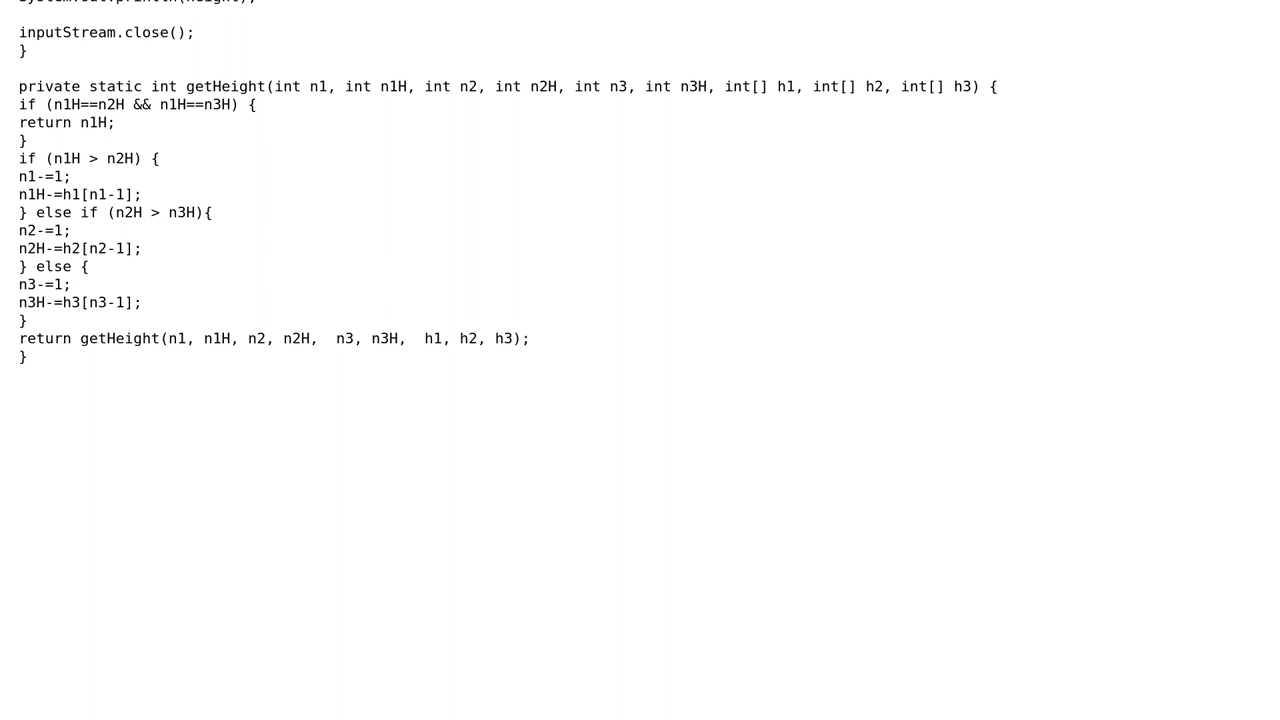 inputStream.close();
}
private static int getHeight(int n1, int n1H, int n2, int n2H, int n3, int n3H, int[] h1, int[] h2, int[] h3) {
if (n1H==n2H && n1H==n3H) {
return n1H;
}
if (n1H > n2H) {
n1-=1;
n1H-=h1[n1-1];
} else if (n2H > n3H){
n2-=1;
n2H-=h2[n2-1];
} else {
n3-=1;
n3H-=h3[n3-1];
}
return getHeight(n1, n1H, n2, n2H,  n3, n3H,  h1, h2, h3);
}